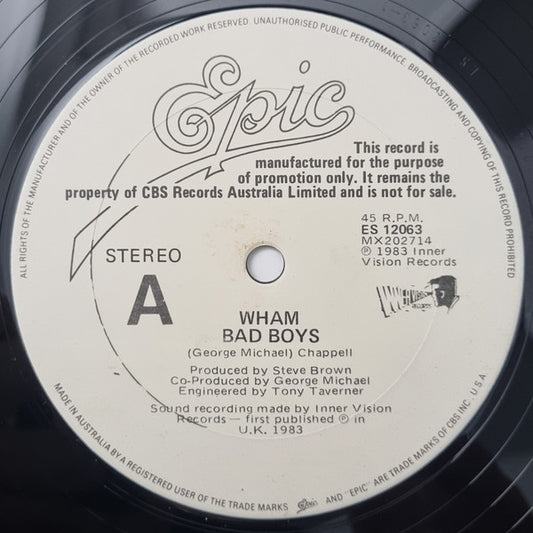 ALL RIGHTS OF THE MANUFACTURER AND OF THE OWNER OF THE RECORDED WORK RESERVED. UNAUTHORISED PUBLIC PERFORMANCE, BROADCASTING AND COPYING OF THIS RECORD PROHIBITED
Epic
This record is
manufactured for the purpose
of promotion only. It remains the
property of CBS Records Australia Limited and is not for sale.
45 R.P.M.
ES 12063
MX202714
℗ 1983 Inner
Vision Records
STEREO
A
WHAM
BAD BOYS
(George Michael) Chappell
Produced by Steve Brown
Co-Produced by George Michael
Engineered by Tony Taverner
Sound recording made by Inner Vision
Records — first published ℗ in
U.K. 1983
MADE IN AUSTRALIA BY A REGISTERED USER OF THE TRADE MARKS Epic AND "EPIC" ARE TRADE MARKS OF CBS INC. U.S.A.